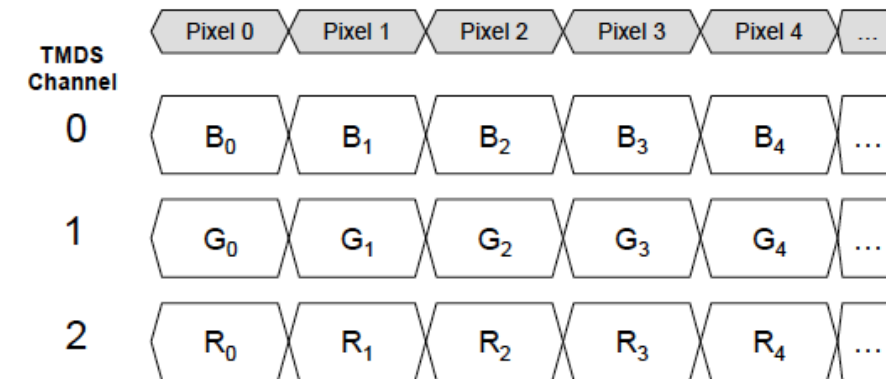 Pixel 0 Pixel 1 Pixel 2 Pixel 3 Pixel 4 ...
TMDS
Channel
0 B₀ B₁ B₂ B₃ B₄ ...
1 G₀ G₁ G₂ G₃ G₄ ...
2 R₀ R₁ R₂ R₃ R₄ ...